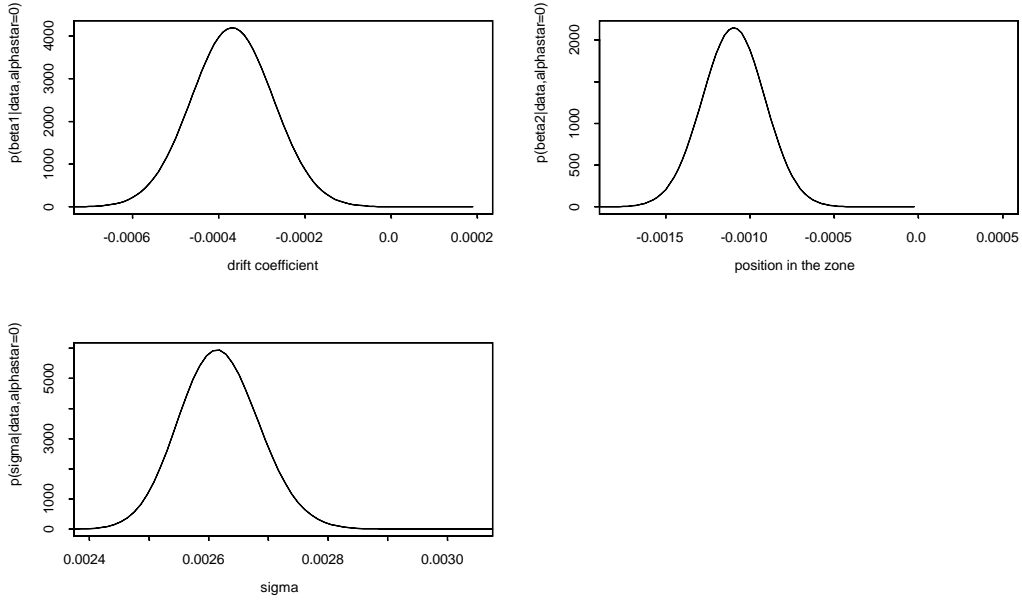 p(beta1|data,alphastar=0)
4000
3000
2000
1000
0
-0.0006 -0.0004 -0.0002 0.0 0.0002
drift coefficient
p(beta2|data,alphastar=0)
2000
1000
500
0
-0.0015 -0.0010 -0.0005 0.0 0.0005
position in the zone
p(sigma|data,alphastar=0)
5000
3000
1000
0
0.0024 0.0026 0.0028 0.0030
sigma